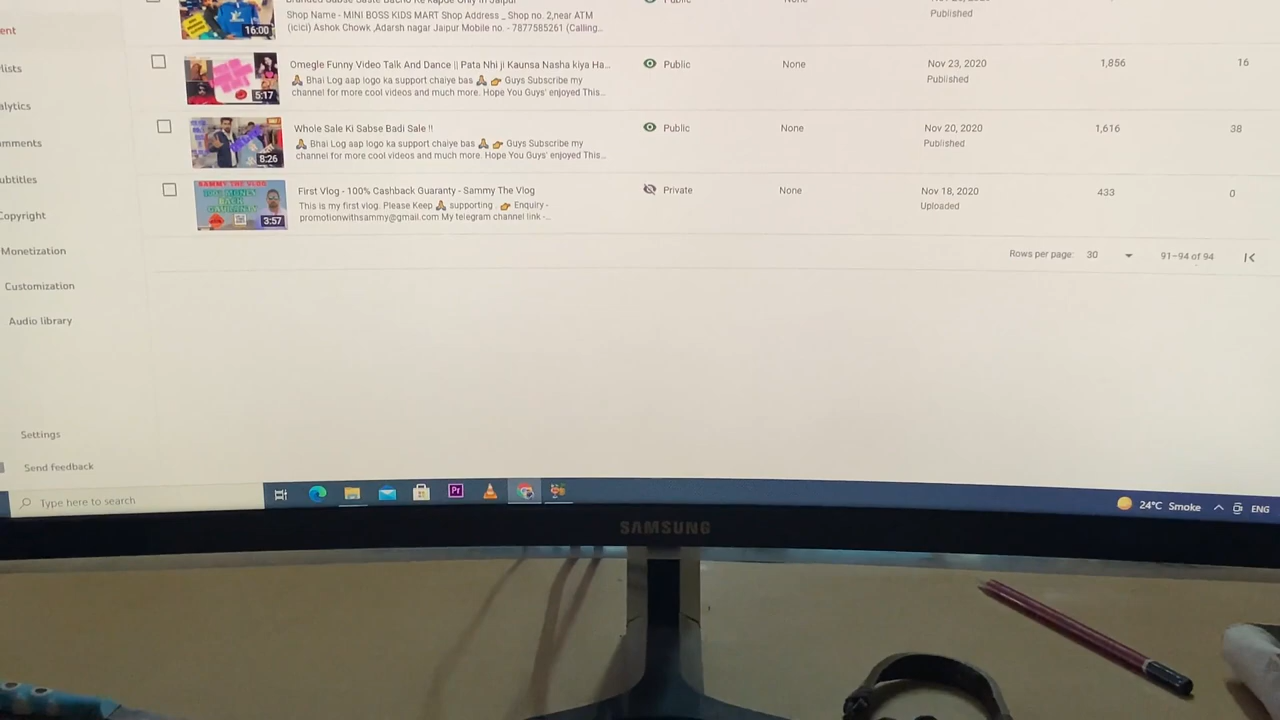 Shop Name - MINI BOSS KIDS MART Shop Address _ Shop no. 2,near ATM
(icici) Ashok Chowk ,Adarsh nagar Jaipur Mobile no. - 7877585261 (Calling...
Published
16:00
ent
Omegle Funny Video Talk And Dance || Pata Nhi ji Kaunsa Nasha kiya Ha...
🙏 Bhai Log aap logo ka support chaiye bas 🙏 👉 Guys Subscribe my
channel for more cool videos and much more. Hope You Guys' enjoyed This...
5:17
Public
None
Nov 23, 2020
Published
1,856
16
lists
alytics
Whole Sale Ki Sabse Badi Sale !!
🙏 Bhai Log aap logo ka support chaiye bas 🙏 👉 Guys Subscribe my
channel for more cool videos and much more. Hope You Guys' enjoyed This...
8:26
Public
None
Nov 20, 2020
Published
1,616
38
mments
ubtitles
First Vlog - 100% Cashback Guaranty - Sammy The Vlog
This is my first vlog. Please Keep 🙏 supporting 👉 Enquiry -
promotionwithsammy@gmail.com My telegram channel link -...
SAMMY THE VLOG
3:57
Private
None
Nov 18, 2020
Uploaded
433
0
Copyright
Monetization
Customization
Audio library
Rows per page: 30
91–94 of 94
Settings
Send feedback
Type here to search
Pr
24°C Smoke
ENG
SAMSUNG